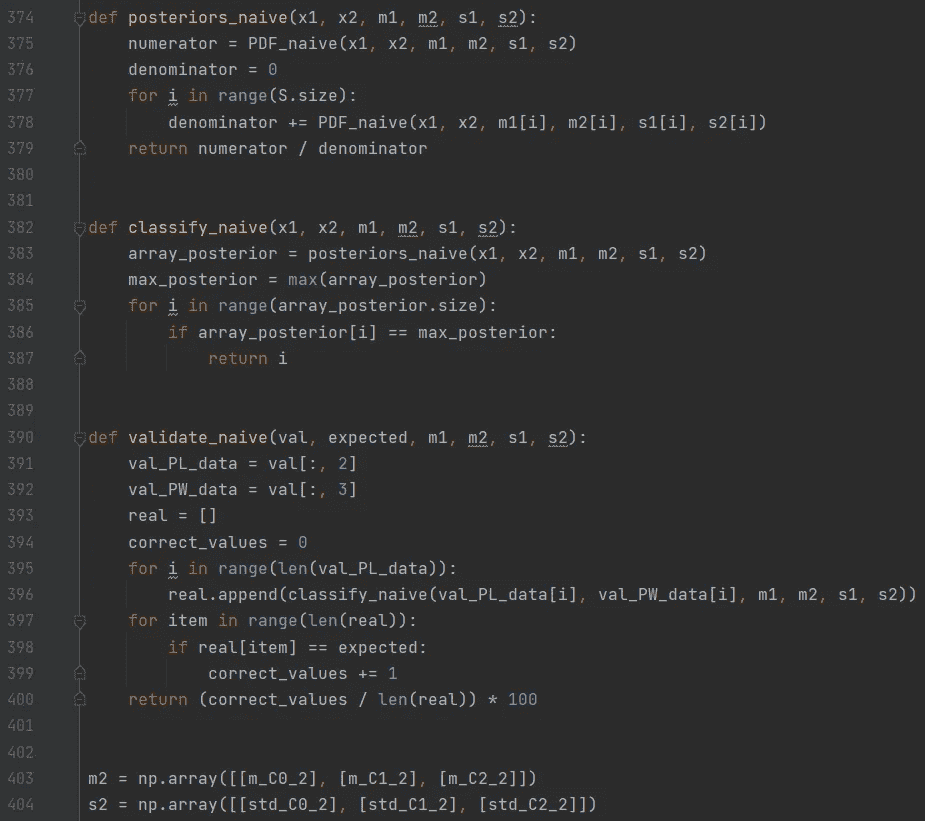 374 def posteriors_naive(x1, x2, m1, m2, s1, s2):
375     numerator = PDF_naive(x1, x2, m1, m2, s1, s2)
376     denominator = 0
377     for i in range(S.size):
378         denominator += PDF_naive(x1, x2, m1[i], m2[i], s1[i], s2[i])
379     return numerator / denominator
380
381
382 def classify_naive(x1, x2, m1, m2, s1, s2):
383     array_posterior = posteriors_naive(x1, x2, m1, m2, s1, s2)
384     max_posterior = max(array_posterior)
385     for i in range(array_posterior.size):
386         if array_posterior[i] == max_posterior:
387             return i
388
389
390 def validate_naive(val, expected, m1, m2, s1, s2):
391     val_PL_data = val[:, 2]
392     val_PW_data = val[:, 3]
393     real = []
394     correct_values = 0
395     for i in range(len(val_PL_data)):
396         real.append(classify_naive(val_PL_data[i], val_PW_data[i], m1, m2, s1, s2))
397     for item in range(len(real)):
398         if real[item] == expected:
399             correct_values += 1
400     return (correct_values / len(real)) * 100
401
402
403 m2 = np.array([[m_C0_2], [m_C1_2], [m_C2_2]])
404 s2 = np.array([[std_C0_2], [std_C1_2], [std_C2_2]])